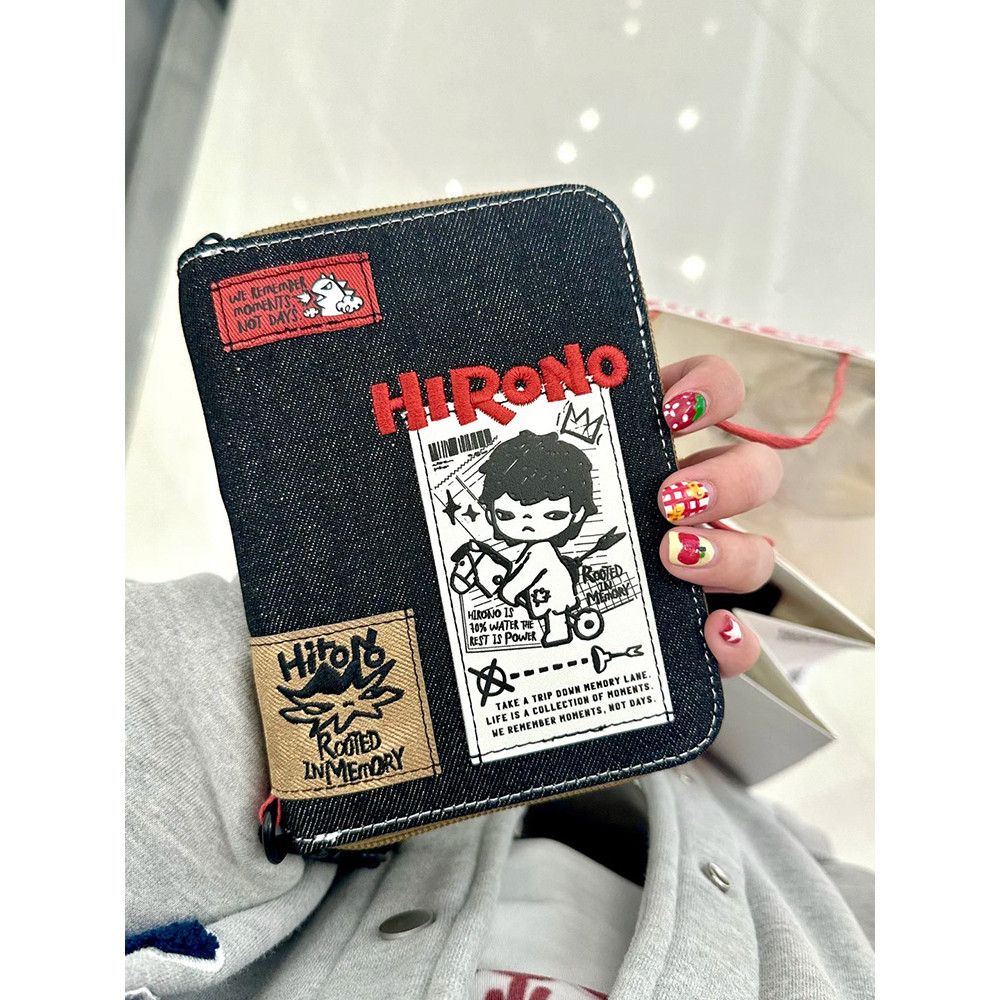 WE REMEMBER
MOMENTS,
NOT DAYS
HIRONO
ROOTED
IN
MEMORY
HIRONO IS
70% WATER THE
REST IS POWER
TAKE A TRIP DOWN MEMORY LANE.
LIFE IS A COLLECTION OF MOMENTS.
WE REMEMBER MOMENTS, NOT DAYS.
HiroNo
ROOTED
IN MEMORY